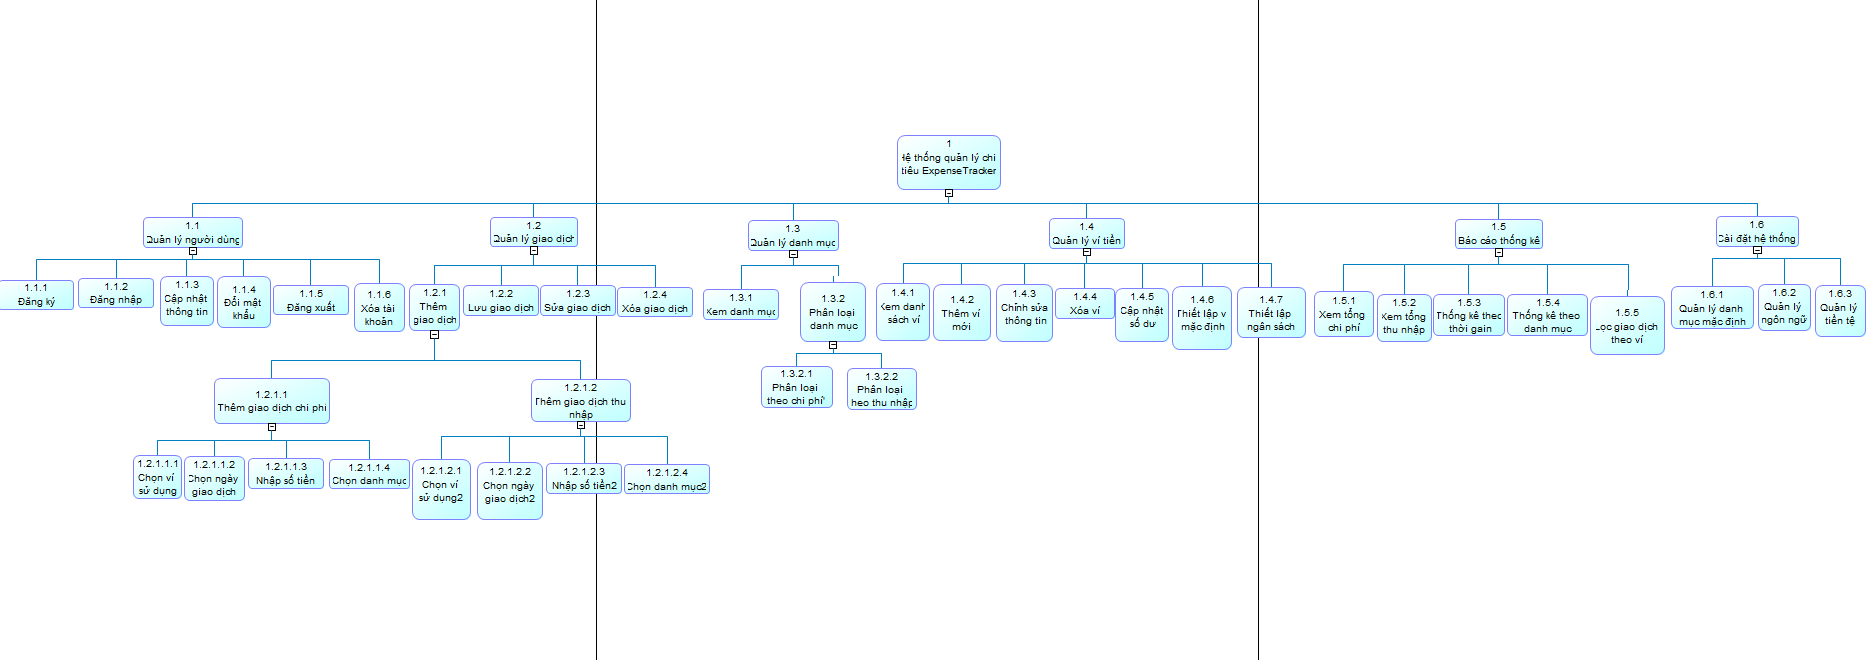 1
Hệ thống quản lý chi
tiêu ExpenseTracker
1.1
Quản lý người dùng
1.2
Quản lý giao dịch
1.3
Quản lý danh mục
1.4
Quản lý ví tiền
1.5
Báo cáo thống kê
1.6
Cài đặt hệ thống
1.1.1
Đăng ký
1.1.2
Đăng nhập
1.1.3
Cập nhật
thông tin
1.1.4
Đổi mật
khẩu
1.1.5
Đăng xuất
1.1.6
Xóa tài
khoản
1.2.1
Thêm
giao dịch
1.2.2
Lưu giao dịch
1.2.3
Sửa giao dịch
1.2.4
Xóa giao dịch
1.3.1
Xem danh mục
1.3.2
Phân loại
danh mục
1.4.1
Xem danh
sách ví
1.4.2
Thêm ví
mới
1.4.3
Chỉnh sửa
thông tin
1.4.4
Xóa ví
1.4.5
Cập nhật
số dư
1.4.6
Thiết lập v
mặc định
1.4.7
Thiết lập
ngân sách
1.5.1
Xem tổng
chi phí
1.5.2
Xem tổng
thu nhập
1.5.3
Thống kê theo
thời gain
1.5.4
Thống kê theo
danh mục
1.5.5
Lọc giao dịch
theo ví
1.6.1
Quản lý danh
mục mặc định
1.6.2
Quản lý
ngôn ngữ
1.6.3
Quản lý
tiền tệ
1.3.2.1
Phân loại
theo chi phí'
1.3.2.2
Phân loại
theo thu nhập
1.2.1.1
Thêm giao dịch chi phí
1.2.1.2
Thêm giao dịch thu
nhập
1.2.1.1.1
Chọn ví
sử dụng
1.2.1.1.2
Chọn ngày
giao dịch
1.2.1.1.3
Nhập số tiền
1.2.1.1.4
Chọn danh mục
1.2.1.2.1
Chọn ví
sử dụng2
1.2.1.2.2
Chọn ngày
giao dịch2
1.2.1.2.3
Nhập số tiền2
1.2.1.2.4
Chọn danh mục2